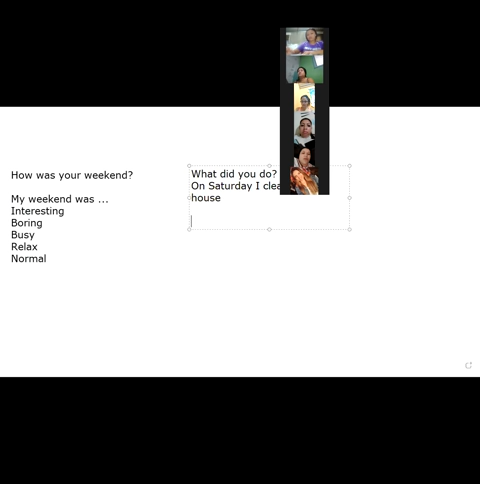 How was your weekend?
My weekend was ...
Interesting
Boring
Busy
Relax
Normal
What did you do?
On Saturday I
house